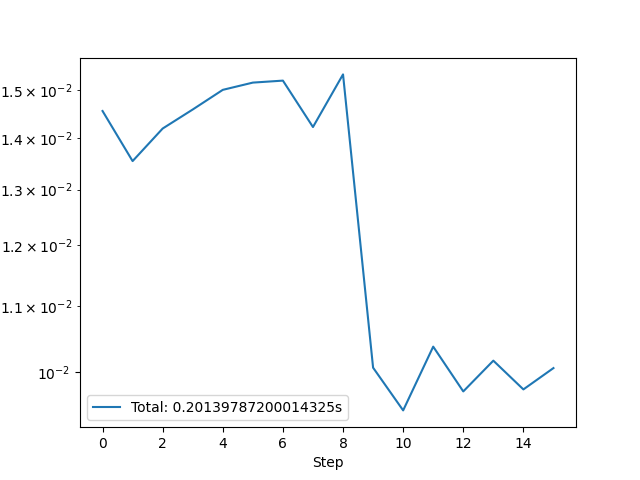 1.5 × 10⁻²
1.4 × 10⁻²
1.3 × 10⁻²
1.2 × 10⁻²
1.1 × 10⁻²
10⁻²
Total: 0.20139787200014325s
0 2 4 6 8 10 12 14
Step